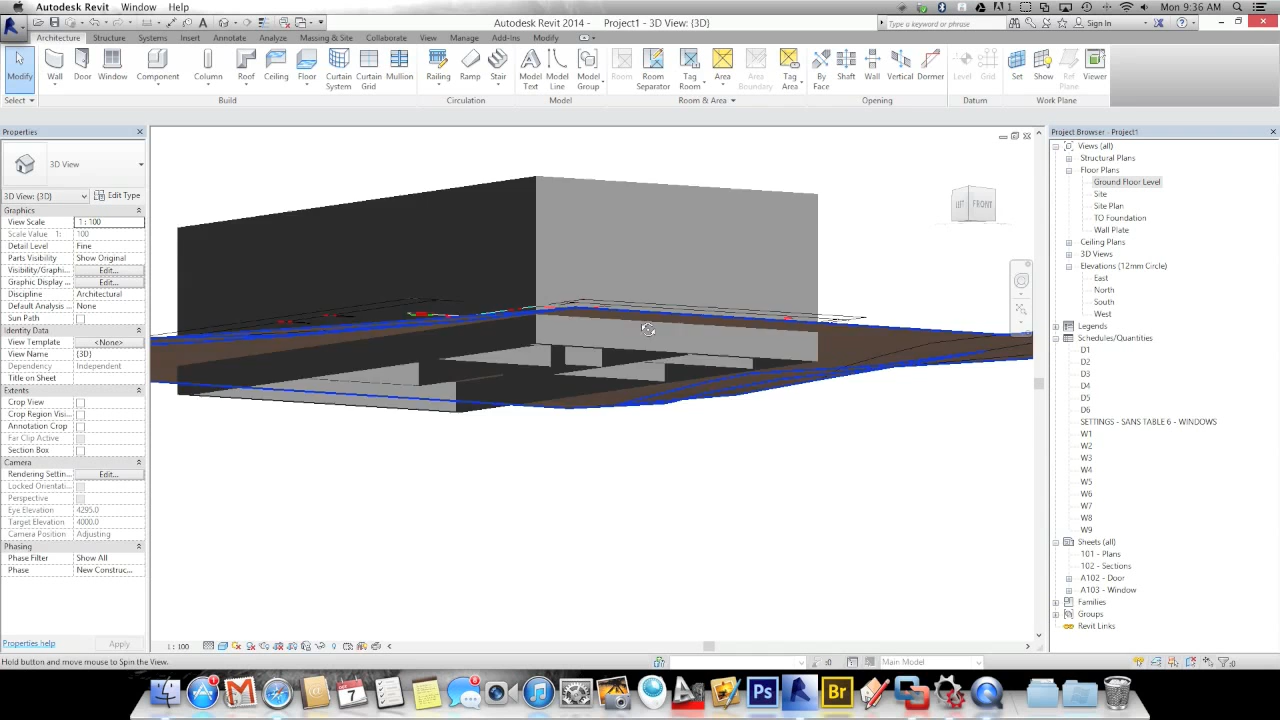 Autodesk Revit Window Help
Mon 9:36 AM
Autodesk Revit 2014 - Project1 - 3D View: {3D}
Type a keyword or phrase
Sign In
Architecture Structure Systems Insert Annotate Analyze Massing & Site Collaborate View Manage Add-Ins Modify
Modify Wall Door Window Component Column Roof Ceiling Floor Curtain System Curtain Grid Mullion Railing Ramp Stair Model Text Model Line Model Group Room Room Separator Tag Room Area Area Boundary Tag Area By Face Shaft Wall Vertical Dormer Level Grid Set Show Ref Plane Viewer
Select Build Circulation Model Room & Area Opening Datum Work Plane
Properties
3D View
3D View: {3D} Edit Type
Graphics
View Scale 1 : 100
Scale Value 1: 100
Detail Level Fine
Parts Visibility Show Original
Visibility/Graphi... Edit...
Graphic Display ... Edit...
Discipline Architectural
Default Analysis ... None
Sun Path
Identity Data
View Template <None>
View Name {3D}
Dependency Independent
Title on Sheet
Extents
Crop View
Crop Region Visi...
Annotation Crop
Far Clip Active
Section Box
Camera
Rendering Settin... Edit...
Locked Orientati...
Perspective
Eye Elevation 4295.0
Target Elevation 4000.0
Camera Position Adjusting
Phasing
Phase Filter Show All
Phase New Construc...
Properties help Apply
LEFT FRONT
Project Browser - Project1
Views (all)
Structural Plans
Floor Plans
Ground Floor Level
Site
Site Plan
TO Foundation
Wall Plate
Ceiling Plans
3D Views
Elevations (12mm Circle)
East
North
South
West
Legends
Schedules/Quantities
D1
D2
D3
D4
D5
D6
SETTINGS - SANS TABLE 6 - WINDOWS
W1
W2
W3
W4
W5
W6
W7
W8
W9
Sheets (all)
101 - Plans
102 - Sections
A102 - Door
A103 - Window
Families
Groups
Revit Links
1 : 100
Hold button and move mouse to Spin the View.
:0
Main Model
:0
7
Ps
Br